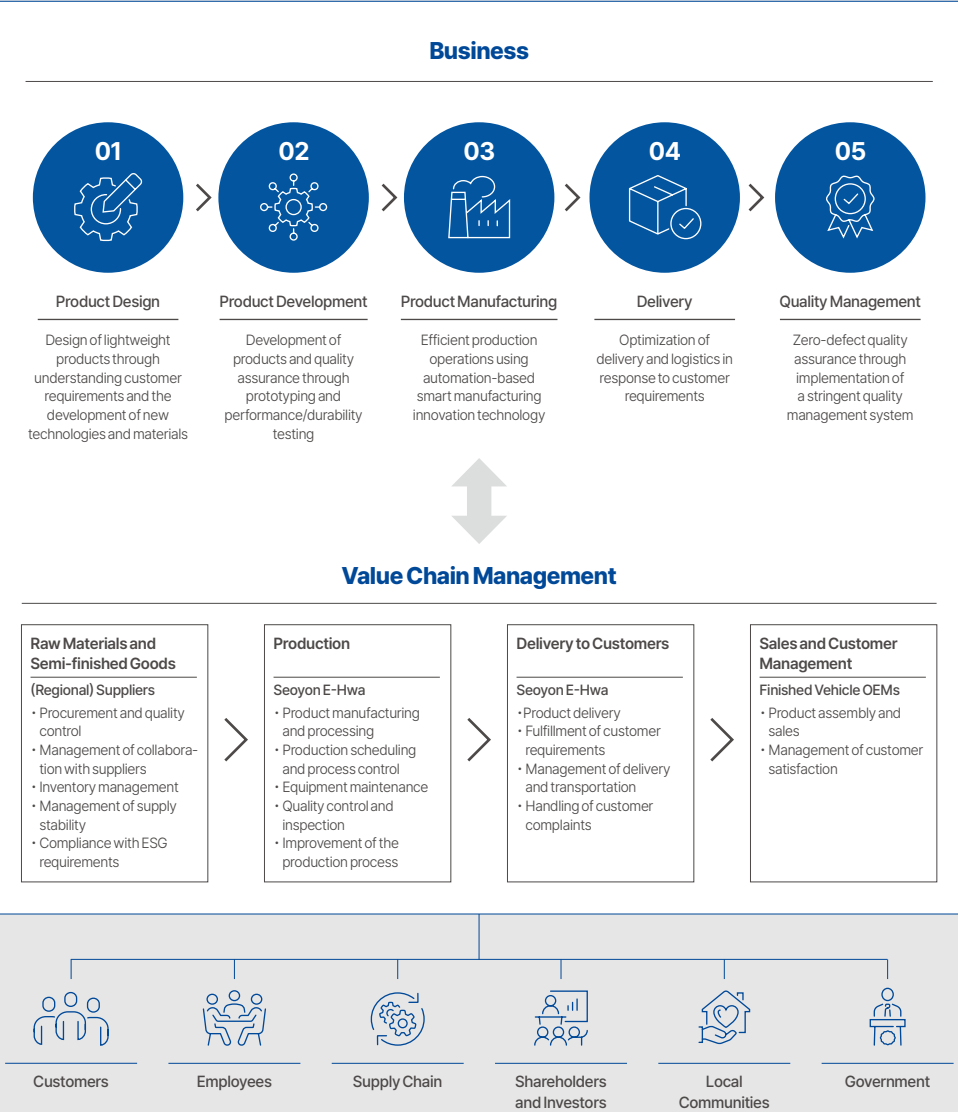 Business
01
02
03
04
05
Product Design
Design of lightweight
products through
understanding customer
requirements and the
development of new
technologies and materials
Product Development
Development of
products and quality
assurance through
prototyping and
performance/durability
testing
Product Manufacturing
Efficient production
operations using
automation-based
smart manufacturing
innovation technology
Delivery
Optimization of
delivery and logistics in
response to customer
requirements
Quality Management
Zero-defect quality
assurance through
implementation of
a stringent quality
management system
Value Chain Management
Raw Materials and
Semi-finished Goods
(Regional) Suppliers
· Procurement and quality
control
· Management of collabora-
tion with suppliers
· Inventory management
· Management of supply
stability
· Compliance with ESG
requirements
Production
Seoyon E-Hwa
· Product manufacturing
and processing
· Production scheduling
and process control
· Equipment maintenance
· Quality control and
inspection
· Improvement of the
production process
Delivery to Customers
Seoyon E-Hwa
·Product delivery
· Fulfillment of customer
requirements
· Management of delivery
and transportation
· Handling of customer
complaints
Sales and Customer
Management
Finished Vehicle OEMs
· Product assembly and
sales
· Management of customer
satisfaction
Customers
Employees
Supply Chain
Shareholders
and Investors
Local
Communities
Government